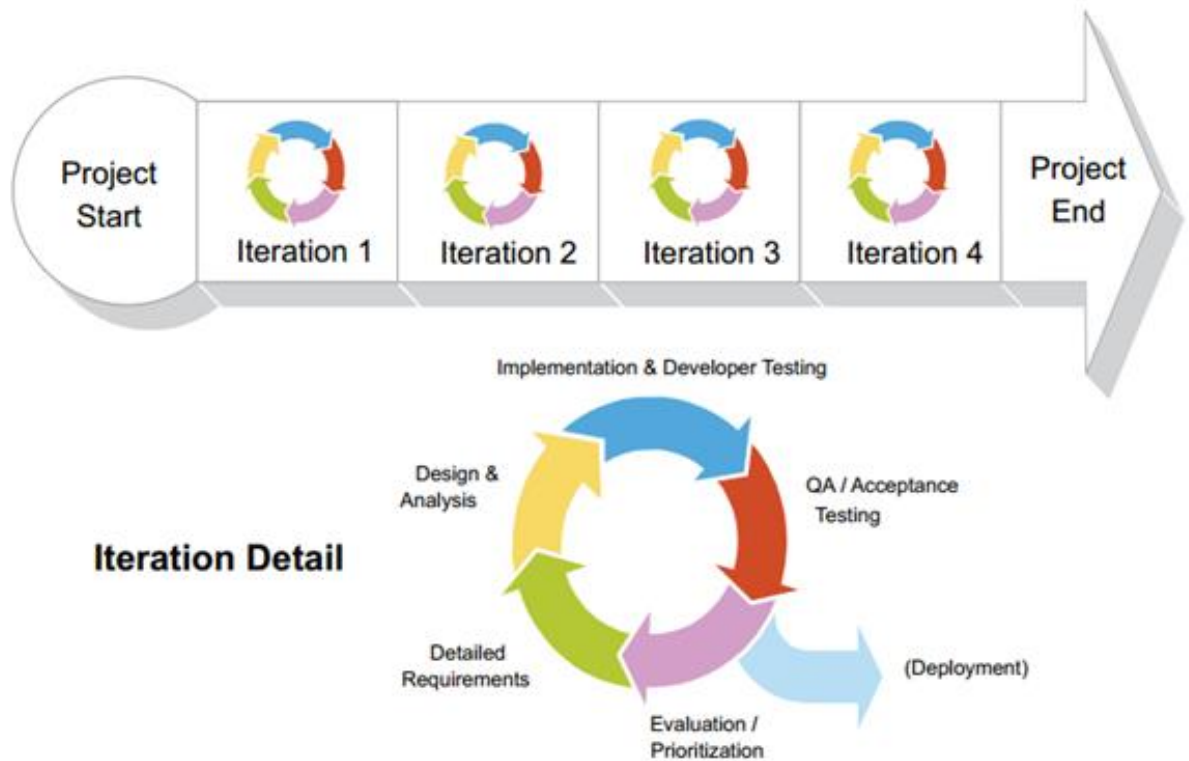 Project
Start
Iteration 1
Iteration 2
Iteration 3
Iteration 4
Project
End
Implementation & Developer Testing
Design &
Analysis
QA / Acceptance
Testing
Iteration Detail
Detailed
Requirements
(Deployment)
Evaluation /
Prioritization